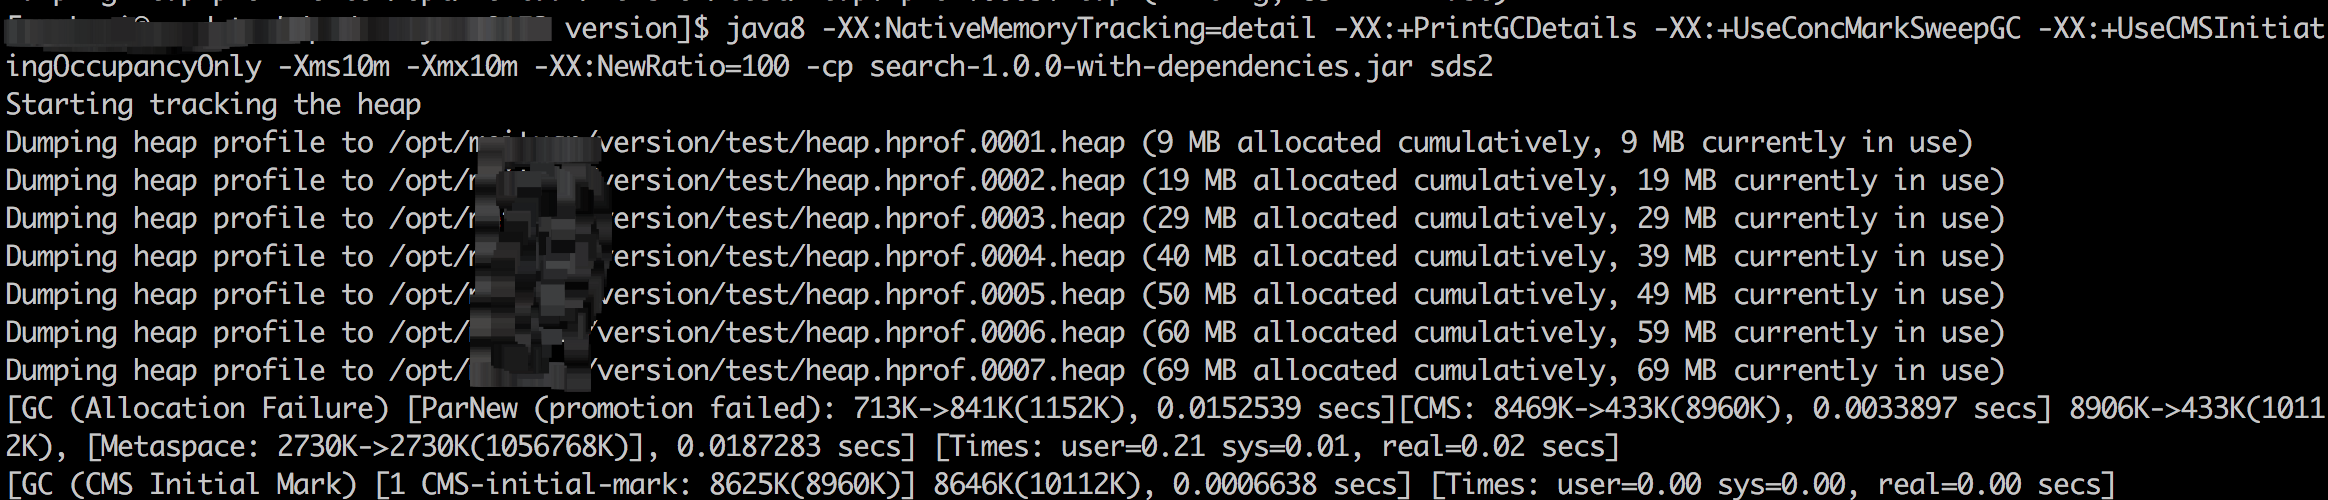 version]$ java8 -XX:NativeMemoryTracking=detail -XX:+PrintGCDetails -XX:+UseConcMarkSweepGC -XX:+UseCMSInitiat
ingOccupancyOnly -Xms10m -Xmx10m -XX:NewRatio=100 -cp search-1.0.0-with-dependencies.jar sds2
Starting tracking the heap
Dumping heap profile to /opt/ /version/test/heap.hprof.0001.heap (9 MB allocated cumulatively, 9 MB currently in use)
Dumping heap profile to /opt/ version/test/heap.hprof.0002.heap (19 MB allocated cumulatively, 19 MB currently in use)
Dumping heap profile to /opt/ version/test/heap.hprof.0003.heap (29 MB allocated cumulatively, 29 MB currently in use)
Dumping heap profile to /opt/ version/test/heap.hprof.0004.heap (40 MB allocated cumulatively, 39 MB currently in use)
Dumping heap profile to /opt/ version/test/heap.hprof.0005.heap (50 MB allocated cumulatively, 49 MB currently in use)
Dumping heap profile to /opt/ /version/test/heap.hprof.0006.heap (60 MB allocated cumulatively, 59 MB currently in use)
Dumping heap profile to /opt/ /version/test/heap.hprof.0007.heap (69 MB allocated cumulatively, 69 MB currently in use)
[GC (Allocation Failure) [ParNew (promotion failed): 713K->841K(1152K), 0.0152539 secs][CMS: 8469K->433K(8960K), 0.0033897 secs] 8906K->433K(1011
2K), [Metaspace: 2730K->2730K(1056768K)], 0.0187283 secs] [Times: user=0.21 sys=0.01, real=0.02 secs]
[GC (CMS Initial Mark) [1 CMS-initial-mark: 8625K(8960K)] 8646K(10112K), 0.0006638 secs] [Times: user=0.00 sys=0.00, real=0.00 secs]